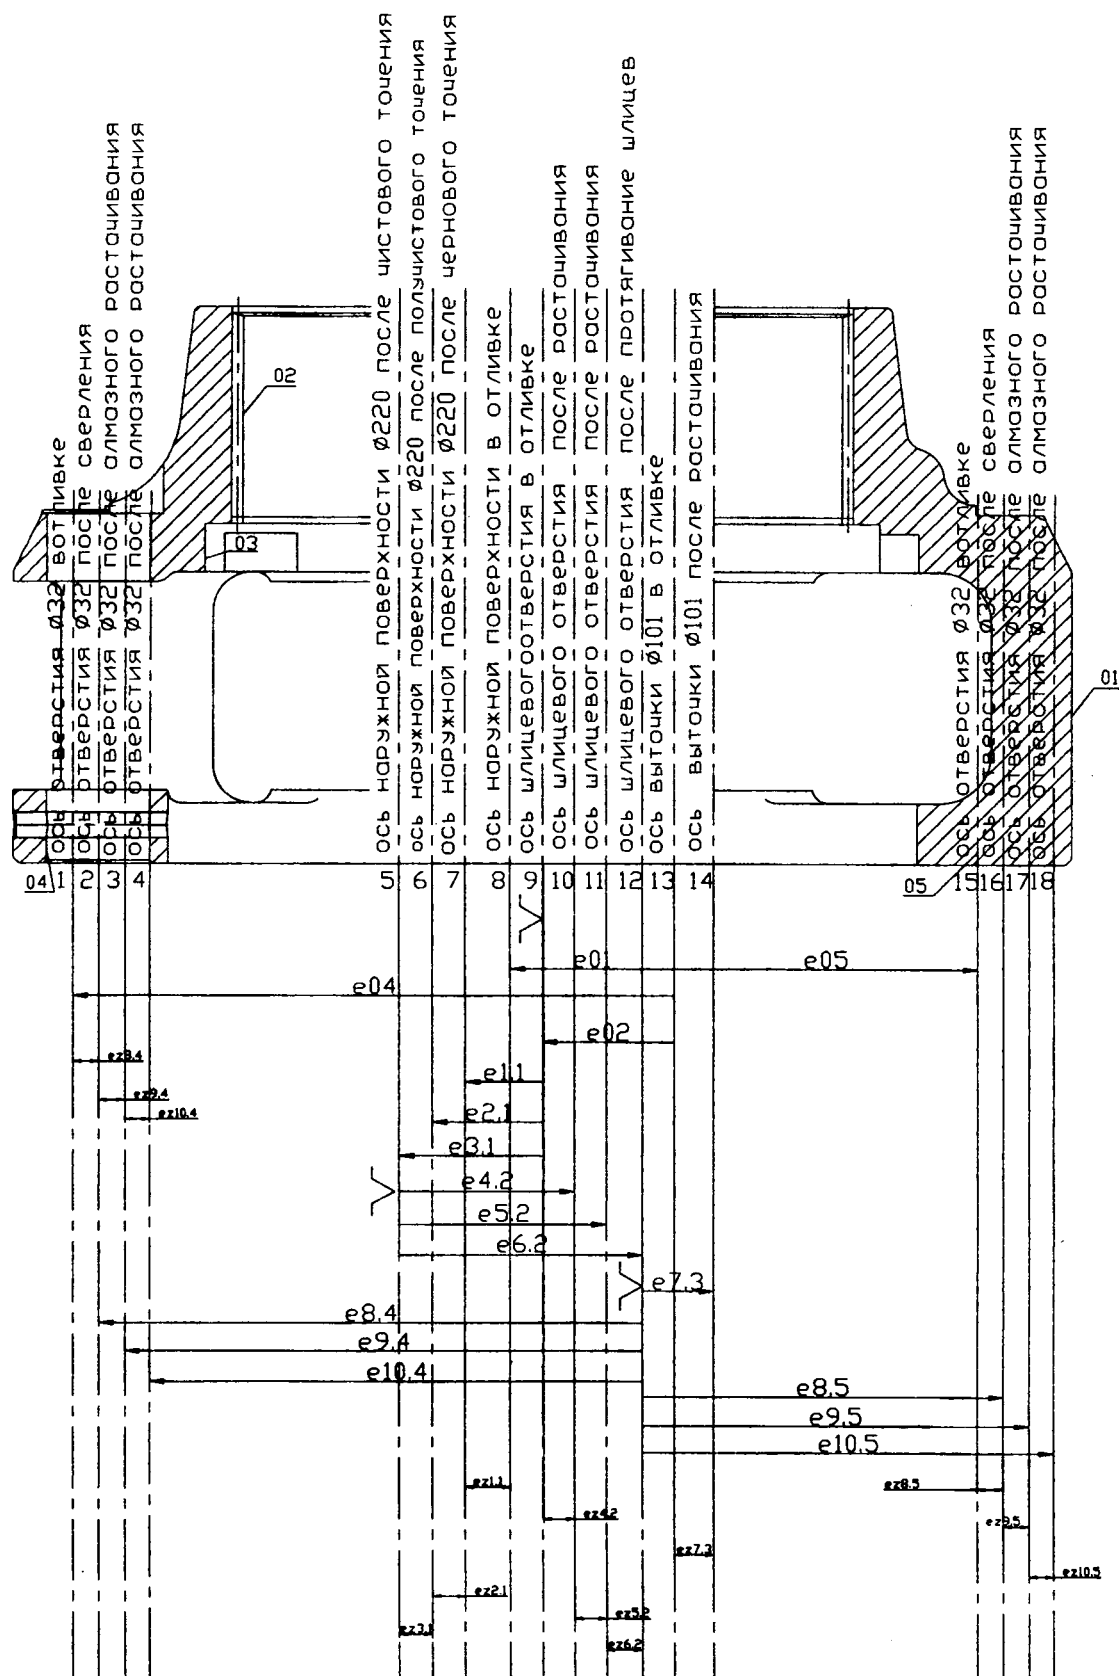 ось отверстия Ø32 вотливке
ось отверстия Ø32 после сверления
ось отверстия Ø32 после алмазного растачивания
ось отверстия Ø32 после алмазного растачивания
ось наружной поверхности Ø220 после чистового точения
ось наружной поверхности Ø220 после получистового точения
ось наружной поверхности Ø220 после чернового точения
ось наружной поверхности в отливке
ось шлицевогоотверстия в отливке
ось шлицевого отверстия после растачивания
ось шлицевого отверстия после растачивания
ось шлицевого отверстия после протягивание шлицев
ось выточки Ø101 в отливке
ось выточки Ø101 после растачивания
ось отверстия Ø32 вотливке
ось отверстия Ø32 после сверления
ось отверстия Ø32 после алмазного растачивания
ось отверотия Ø32 после алмазного растачивания
02
03
01
04
05
1 2 3 4 5 6 7 8 9 10 11 12 13 14 15 16 17 18
e01 e05
e04
e02
ez8.4
e1.1
ez9.4
ez10.4
e2.1
e3.1
e4.2
e5.2
e6.2
e7.3
e8.4
e9.4
e10.4
e8.5
e9.5
e10.5
ez1.1
ez8.5
ez4.2
ez9.5
ez7.3
ez10.5
ez2.1
ez5.2
ez3.1
ez6.2